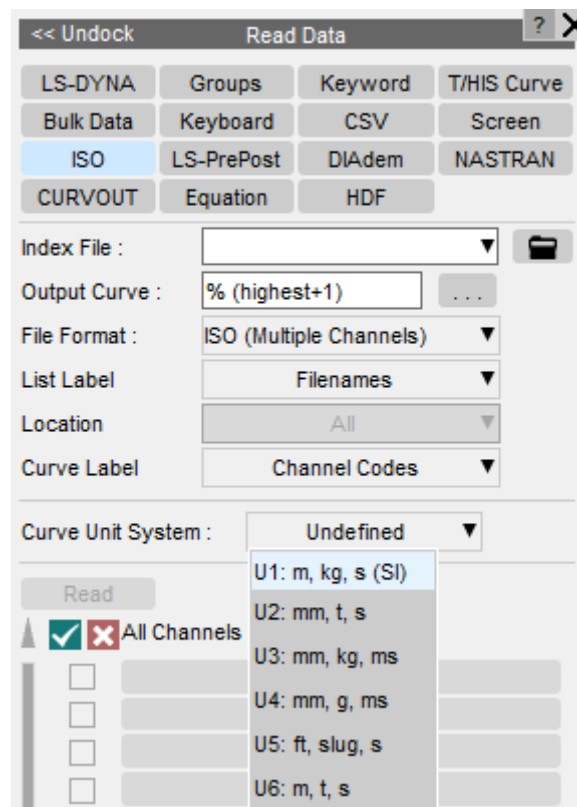 << Undock Read Data ? X
LS-DYNA Groups Keyword T/HIS Curve
Bulk Data Keyboard CSV Screen
ISO LS-PrePost DIAdem NASTRAN
CURVOUT Equation HDF
Index File :
Output Curve : % (highest+1) ...
File Format : ISO (Multiple Channels)
List Label Filenames
Location All
Curve Label Channel Codes
Curve Unit System : Undefined
U1: m, kg, s (SI)
Read
U2: mm, t, s
All Channels
U3: mm, kg, ms
U4: mm, g, ms
U5: ft, slug, s
U6: m, t, s